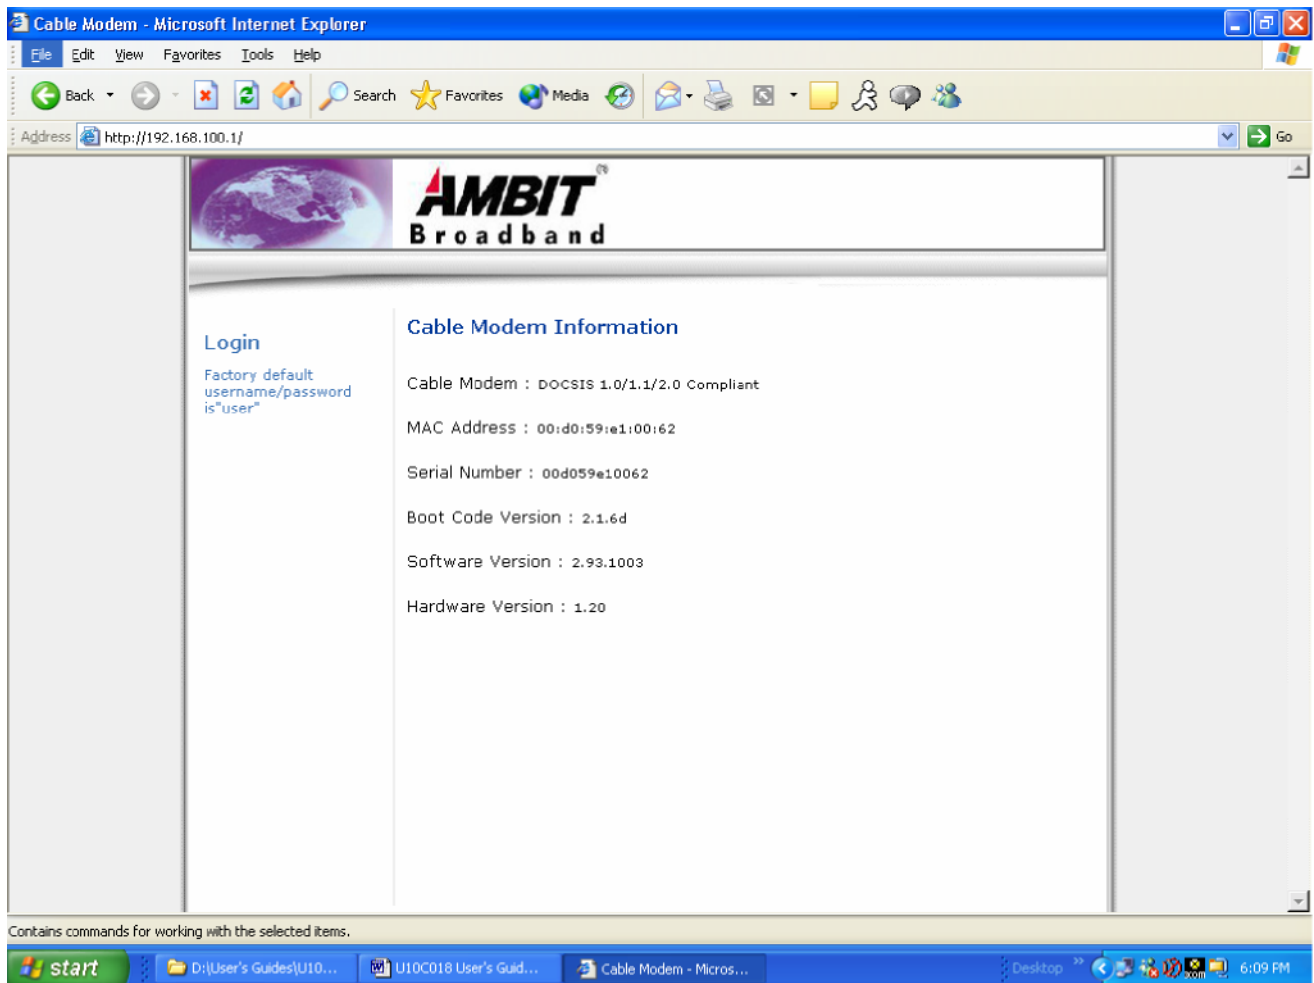 Cable Modem - Microsoft Internet Explorer
File Edit View Favorites Tools Help
Back Search Favorites Media
Address http://192.168.100.1/ Go
AMBIT®
Broadband
Login
Factory default
username/password
is"user"
Cable Modem Information
Cable Modem : DOCSIS 1.0/1.1/2.0 Compliant
MAC Address : 00:d0:59:e1:00:62
Serial Number : 00d059e10062
Boot Code Version : 2.1.6d
Software Version : 2.93.1003
Hardware Version : 1.20
Contains commands for working with the selected items.
start D:\User's Guides\U10... U10C018 User's Guid... Cable Modem - Micros... Desktop » 6:09 PM